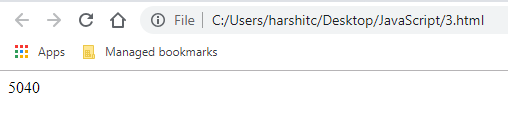 File | C:/Users/harshitc/Desktop/JavaScript/3.html
Apps Managed bookmarks
5040